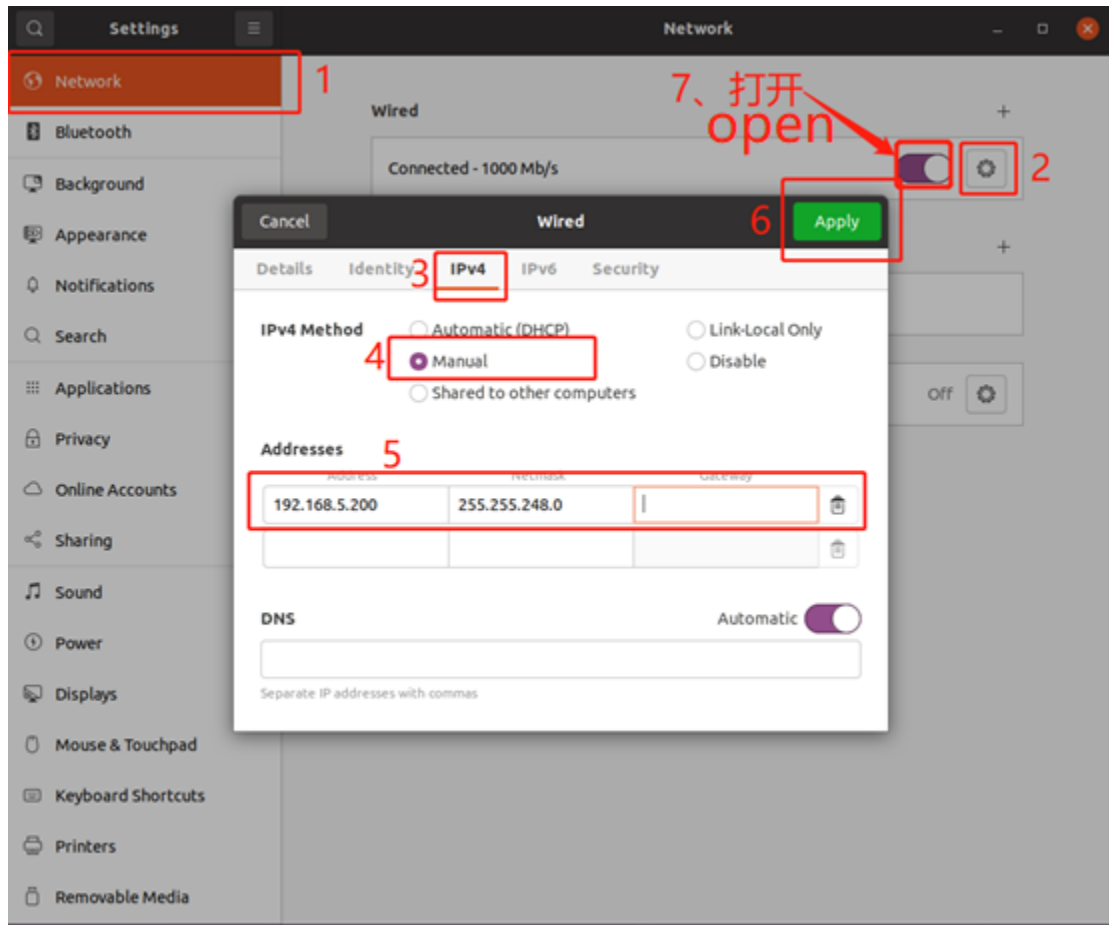 Settings
Network
Network
1
Bluetooth
Background
Appearance
Notifications
Search
Applications
Privacy
Online Accounts
Sharing
Sound
Power
Displays
Mouse & Touchpad
Keyboard Shortcuts
Printers
Removable Media
7、打开
open
Wired
+
Connected - 1000 Mb/s
2
+
Off
Cancel
Wired
6
Apply
Details
Identity
3
IPv4
IPv6
Security
IPv4 Method
Automatic (DHCP)
Link-Local Only
4
Manual
Disable
Shared to other computers
Addresses
5
Address
Netmask
Gateway
192.168.5.200
255.255.248.0
DNS
Automatic
Separate IP addresses with commas